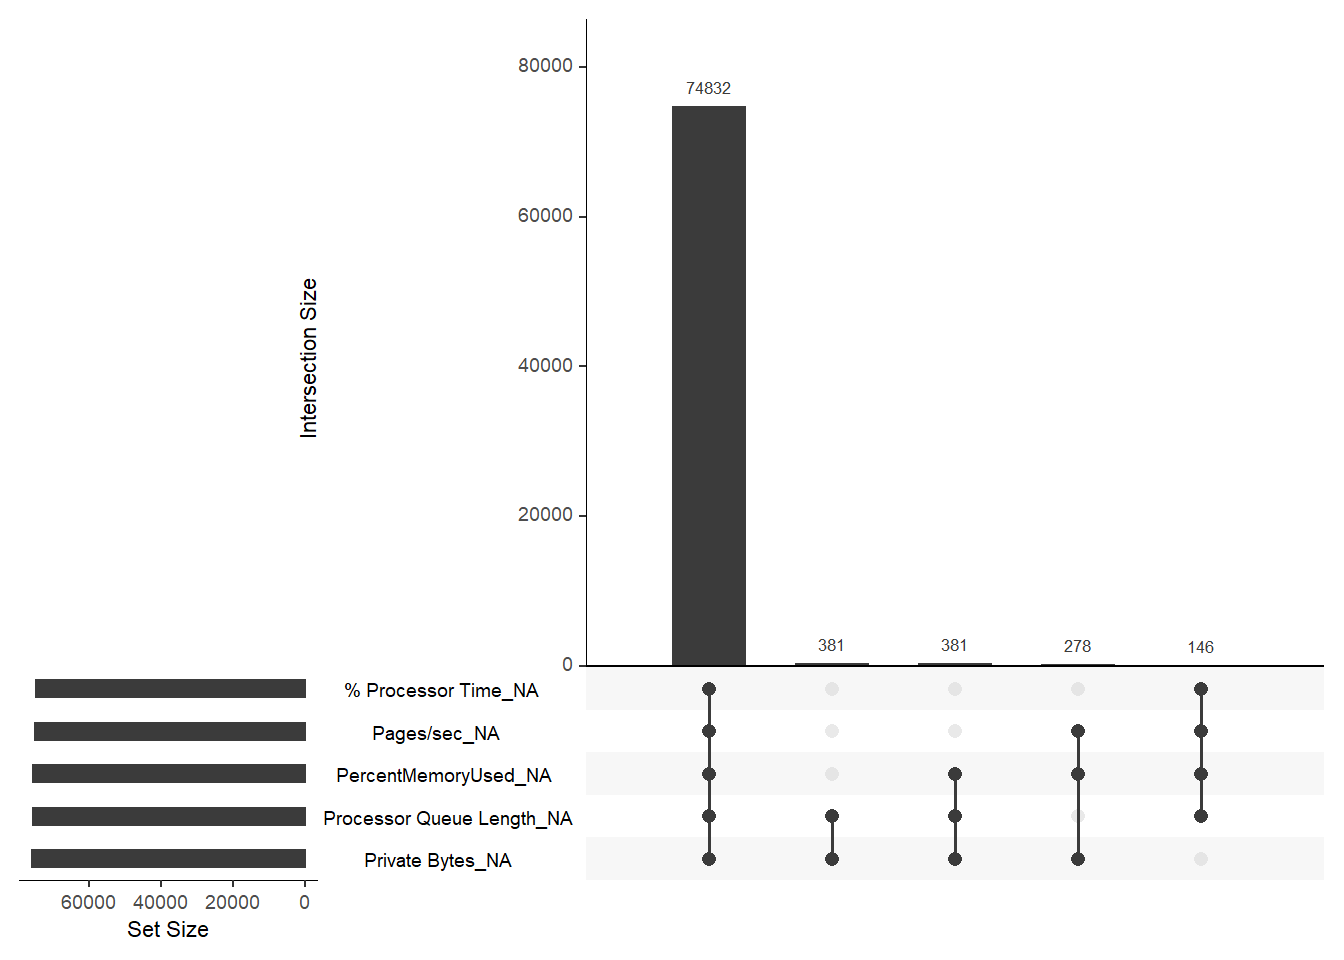 80000
60000
40000
20000
0
Intersection Size
74832
381
381
278
146
% Processor Time_NA
Pages/sec_NA
PercentMemoryUsed_NA
Processor Queue Length_NA
Private Bytes_NA
60000 40000 20000 0
Set Size